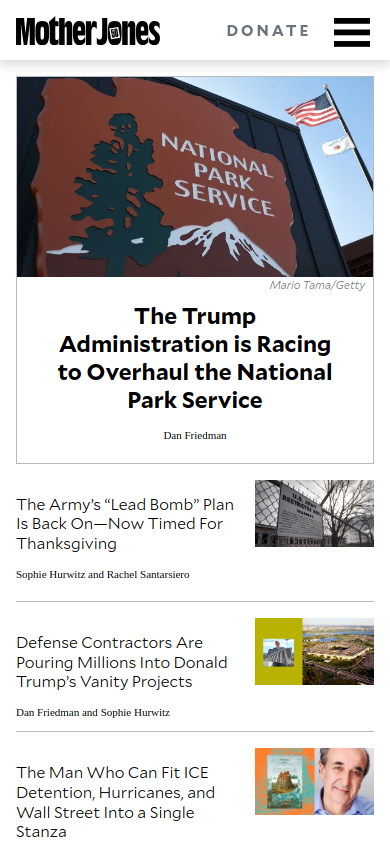 Mother Jones
DONATE
NATIONAL
PARK
SERVICE
Mario Tama/Getty
The Trump
Administration is Racing
to Overhaul the National
Park Service
Dan Friedman
The Army's “Lead Bomb” Plan
Is Back On—Now Timed For
Thanksgiving
Sophie Hurwitz and Rachel Santarsiero
Defense Contractors Are
Pouring Millions Into Donald
Trump's Vanity Projects
Dan Friedman and Sophie Hurwitz
The Man Who Can Fit ICE
Detention, Hurricanes, and
Wall Street Into a Single
Stanza